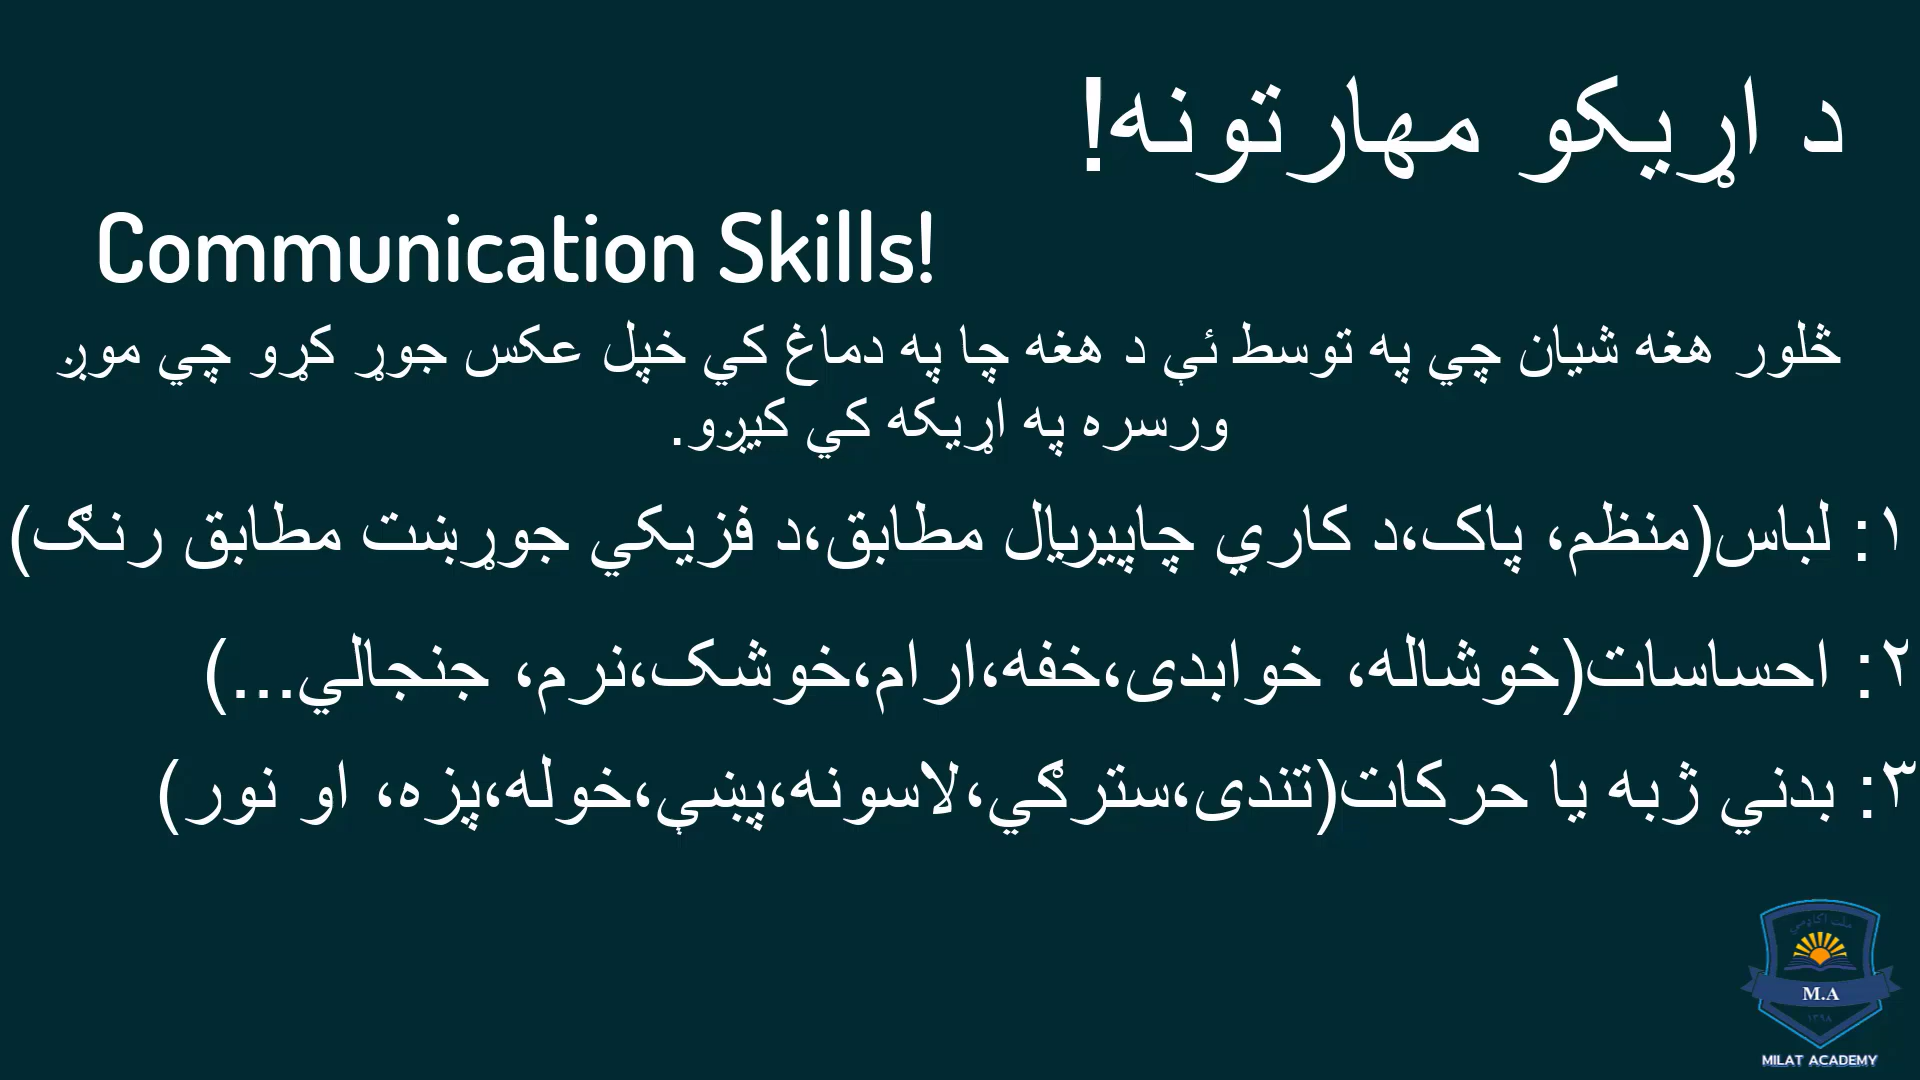 د اړیکو مهارتونه!
Communication Skills!
څلور هغه شیان چي په توسط ئې د هغه چا په دماغ کي خپل عکس جوړ کړو چي موږ
ورسره په اړیکه کي کیږو.
۱: لباس(منظم، پاک،د کاري چاپیریال مطابق،د فزیکي جوړښت مطابق رنګ)
۲: احساسات(خوشاله، خوابدی،خفه،ارام،خوشک،نرم، جنجالي...)
۳: بدني ژبه یا حرکات(تندی،سترګي،لاسونه،پښې،خوله،پزه، او نور)
ملت اکاډمي
M.A
۱۳۹۸
MILAT ACADEMY